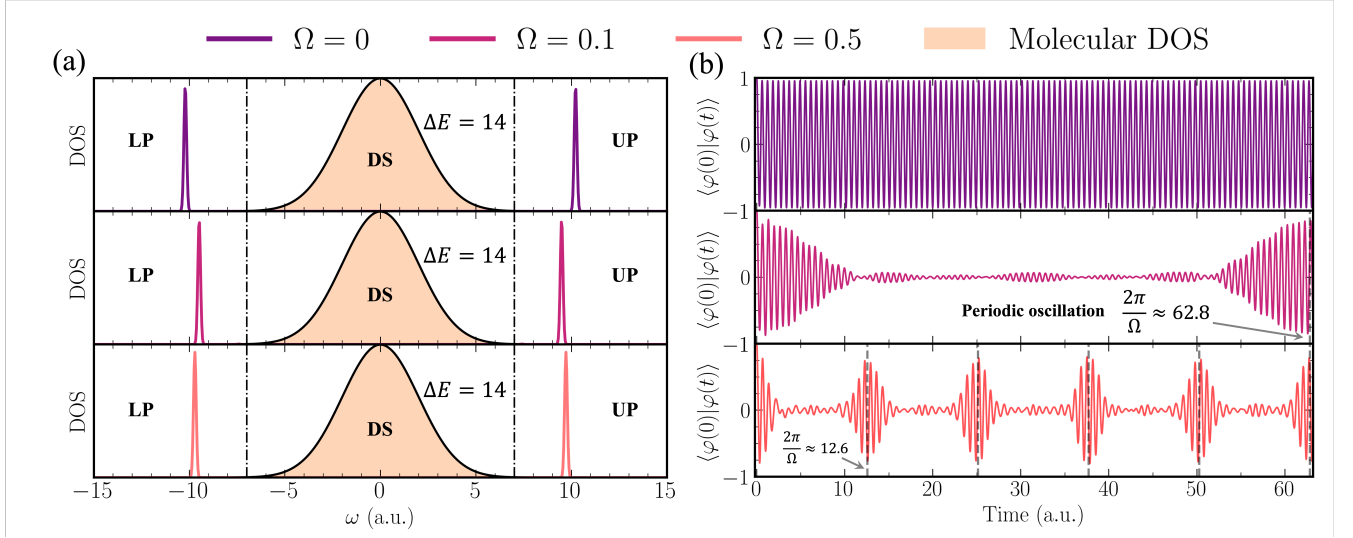 Ω = 0
Ω = 0.1
Ω = 0.5
Molecular DOS
(a)
DOS
LP
DS
ΔE = 14
UP
DOS
LP
DS
ΔE = 14
UP
DOS
LP
DS
ΔE = 14
UP
−15
−10
−5
0
5
10
15
ω (a.u.)
(b)
⟨φ(0)|φ(t)⟩
1
0
−1
⟨φ(0)|φ(t)⟩
0
Periodic oscillation 2π/Ω ≈ 62.8
−1
⟨φ(0)|φ(t)⟩
0
2π/Ω ≈ 12.6
−1
0
10
20
30
40
50
60
Time (a.u.)